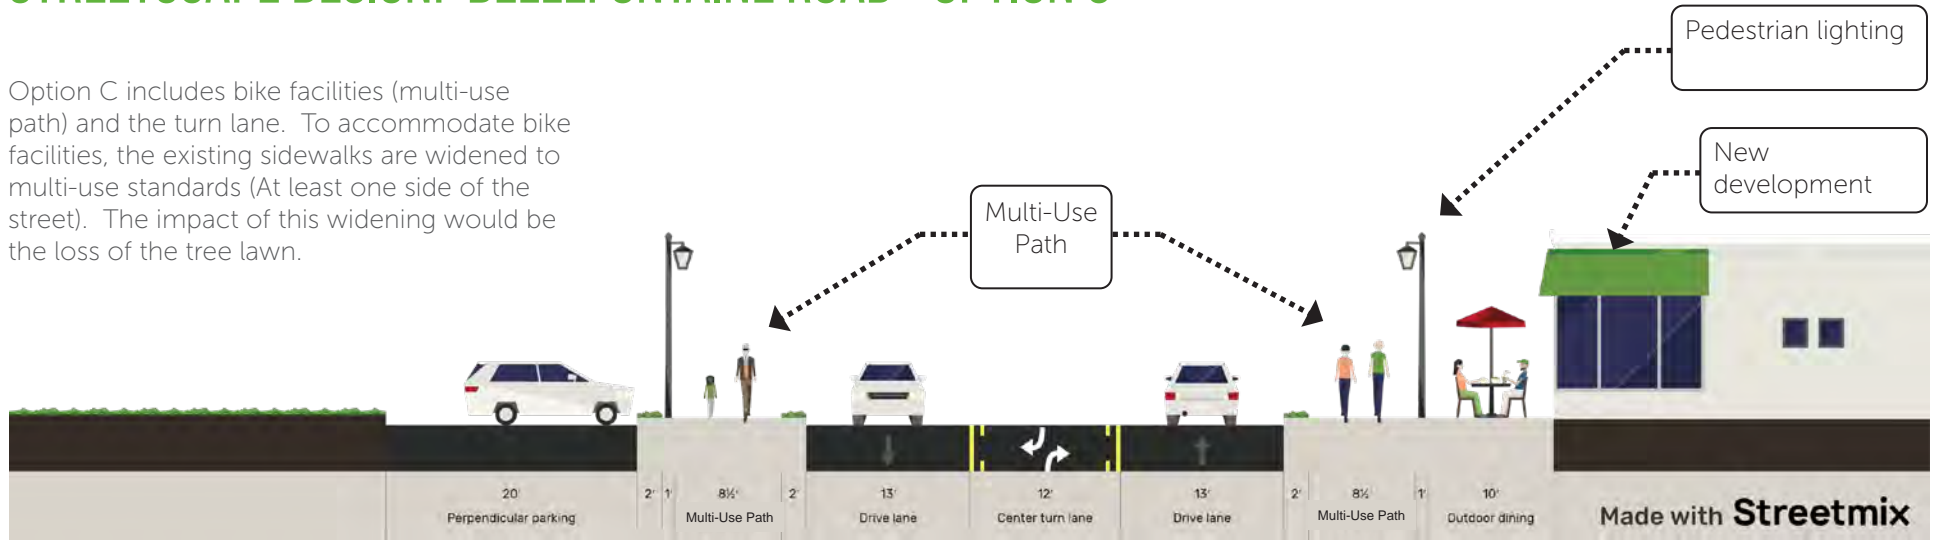 Option C includes bike facilities (multi-use
path) and the turn lane.  To accommodate bike
facilities, the existing sidewalks are widened to
multi-use standards (At least one side of the
street).  The impact of this widening would be
the loss of the tree lawn.
Pedestrian lighting
New
development
Multi-Use
Path
20'
Perpendicular parking
2'
1'
8½'
Multi-Use Path
2'
13'
Drive lane
12'
Center turn lane
13'
Drive lane
2'
8½
Multi-Use Path
1'
10'
Outdoor dining
Made with Streetmix